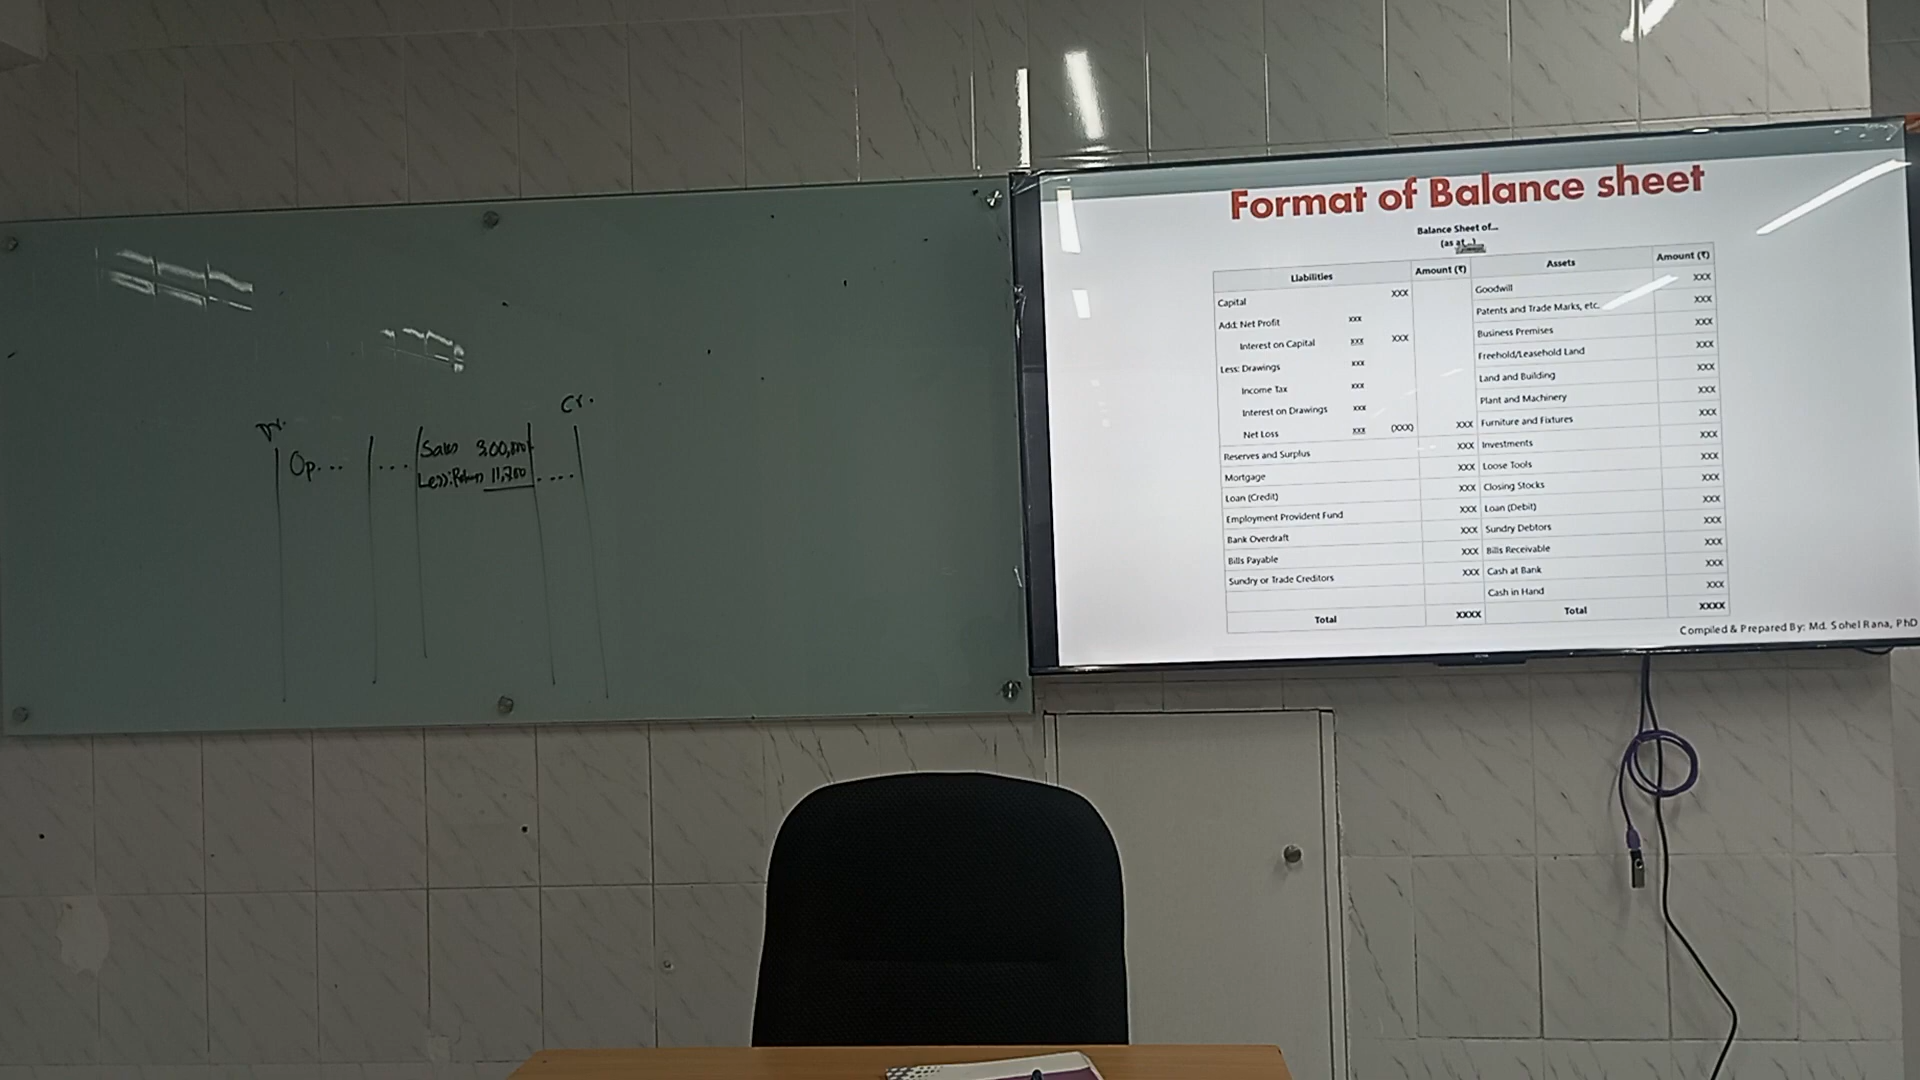 Dr.
Cr.
Op...
...
Sales 3,00,000
Less: Return
....
Format of Balance sheet
Balance Sheet of...
(as at...)
Liabilities Amount (₹) Assets Amount (₹)
Capital XXX Goodwill XXX
Add: Net Profit XXX Patents and Trade Marks, etc. XXX
Interest on Capital XXX XXX Business Premises XXX
Less: Drawings XXX Freehold/Leasehold Land XXX
Income Tax XXX Land and Building XXX
Interest on Drawings XXX Plant and Machinery XXX
Net Loss XXX (XXX) XXX Furniture and Fixtures XXX
Reserves and Surplus XXX Investments XXX
Mortgage XXX Loose Tools XXX
Loan (Credit) XXX Closing Stocks XXX
Employment Provident Fund XXX Loan (Debit) XXX
Bank Overdraft XXX Sundry Debtors XXX
Bills Payable XXX Bills Receivable XXX
Sundry or Trade Creditors XXX Cash at Bank XXX
Cash in Hand XXX
Total XXXX Total XXXX
Compiled & Prepared By: Md. Sohel Rana, PhD